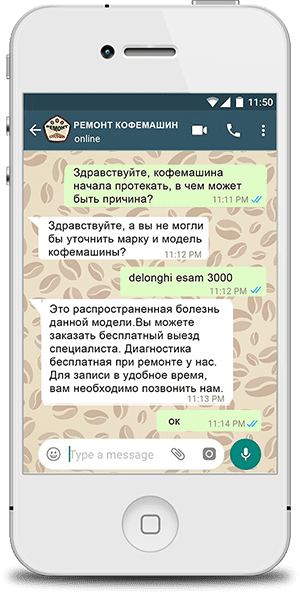 11:50
РЕМОНТ
РЕМОНТ КОФЕМАШИН
online
Здравствуйте, кофемашина
начала протекать, в чем может
быть причина?
11:11 PM
Здравствуйте, а вы не могли
бы уточнить марку и модель
кофемашины?
11:12 PM
delonghi esam 3000
11:12 PM
Это распространенная болезнь
данной модели.Вы можете
заказать бесплатный выезд
специалиста. Диагностика
бесплатная при ремонте у нас.
Для записи в удобное время,
вам необходимо позвонить нам.
11:13 PM
ок
11:14 PM
Type a message